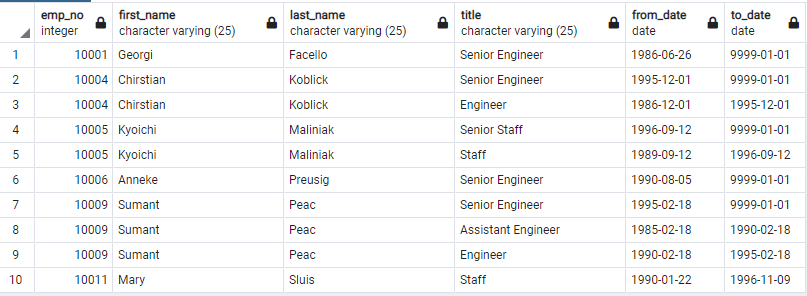 emp_no first_name last_name title from_date to_date
integer character varying (25) character varying (25) character varying (25) date date
1 10001 Georgi Facello Senior Engineer 1986-06-26 9999-01-01
2 10004 Chirstian Koblick Senior Engineer 1995-12-01 9999-01-01
3 10004 Chirstian Koblick Engineer 1986-12-01 1995-12-01
4 10005 Kyoichi Maliniak Senior Staff 1996-09-12 9999-01-01
5 10005 Kyoichi Maliniak Staff 1989-09-12 1996-09-12
6 10006 Anneke Preusig Senior Engineer 1990-08-05 9999-01-01
7 10009 Sumant Peac Senior Engineer 1995-02-18 9999-01-01
8 10009 Sumant Peac Assistant Engineer 1985-02-18 1990-02-18
9 10009 Sumant Peac Engineer 1990-02-18 1995-02-18
10 10011 Mary Sluis Staff 1990-01-22 1996-11-09